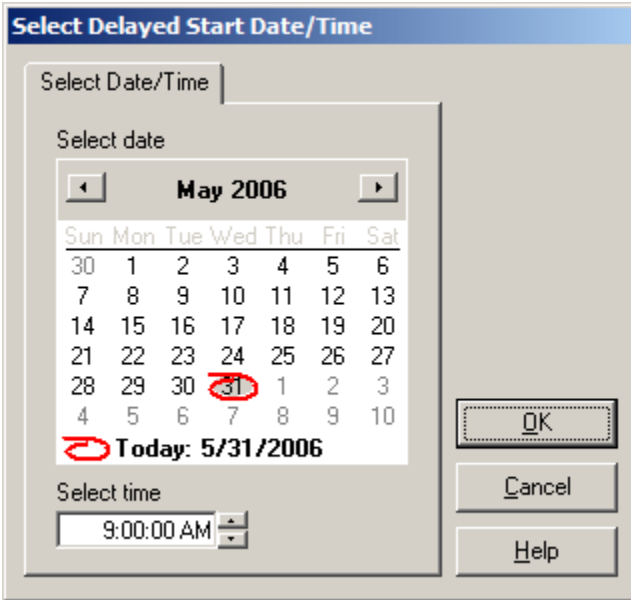 Select Delayed Start Date/Time
Select Date/Time
Select date
May 2006
Sun Mon Tue Wed Thu Fri Sat
30 1 2 3 4 5 6
7 8 9 10 11 12 13
14 15 16 17 18 19 20
21 22 23 24 25 26 27
28 29 30 31 1 2 3
4 5 6 7 8 9 10
Today: 5/31/2006
Select time
9:00:00 AM
OK
Cancel
Help